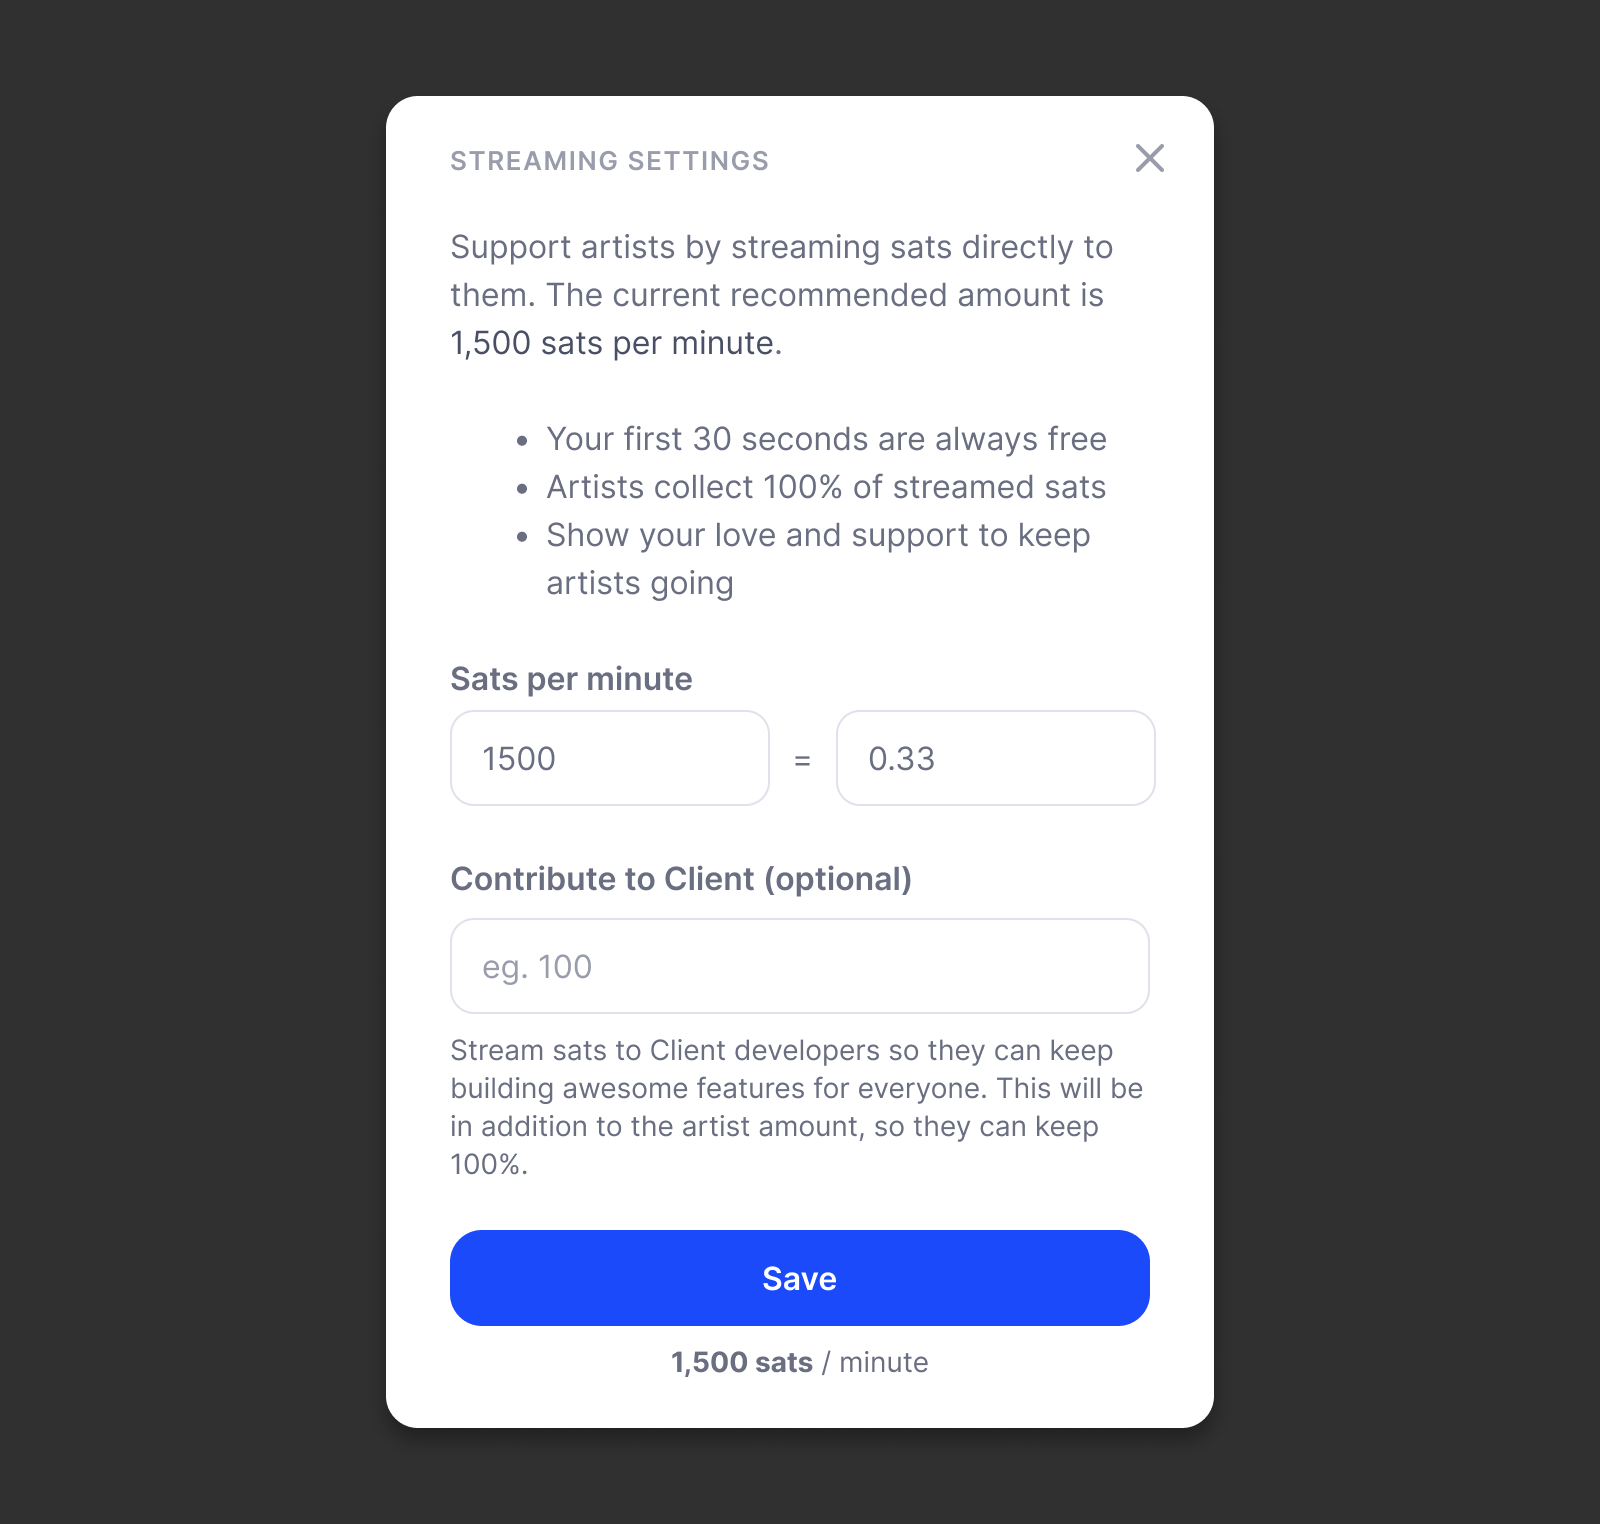 STREAMING SETTINGS
Support artists by streaming sats directly to
them. The current recommended amount is
1,500 sats per minute.
• Your first 30 seconds are always free
• Artists collect 100% of streamed sats
• Show your love and support to keep
artists going
Sats per minute
1500 = 0.33
Contribute to Client (optional)
eg. 100
Stream sats to Client developers so they can keep
building awesome features for everyone. This will be
in addition to the artist amount, so they can keep
100%.
Save
1,500 sats / minute